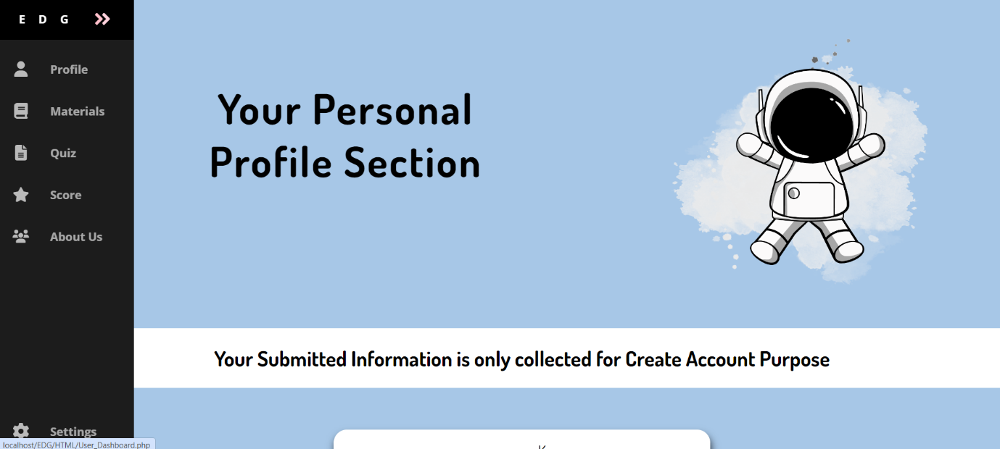 E D G
Profile
Materials
Quiz
Score
About Us
Settings
localhost/EDG/HTML/User_Dashboard.php
Your Personal
Profile Section
Your Submitted Information is only collected for Create Account Purpose